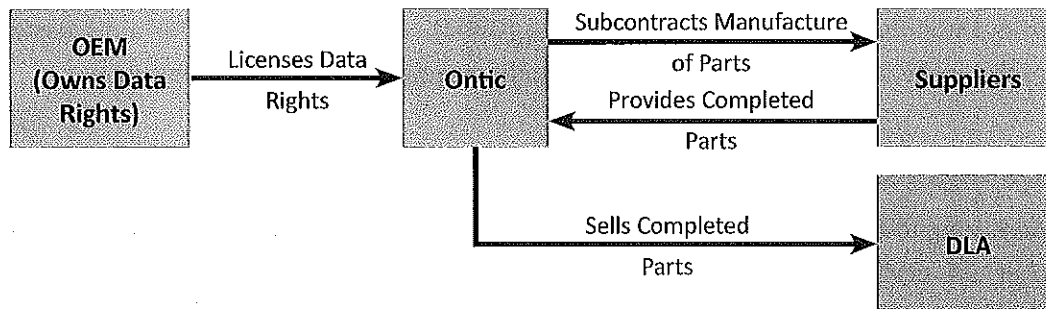 OEM
(Owns Data
Rights)
Licenses Data
Rights
Ontic
Subcontracts Manufacture
of Parts
Provides Completed
Parts
Suppliers
Sells Completed
Parts
DLA